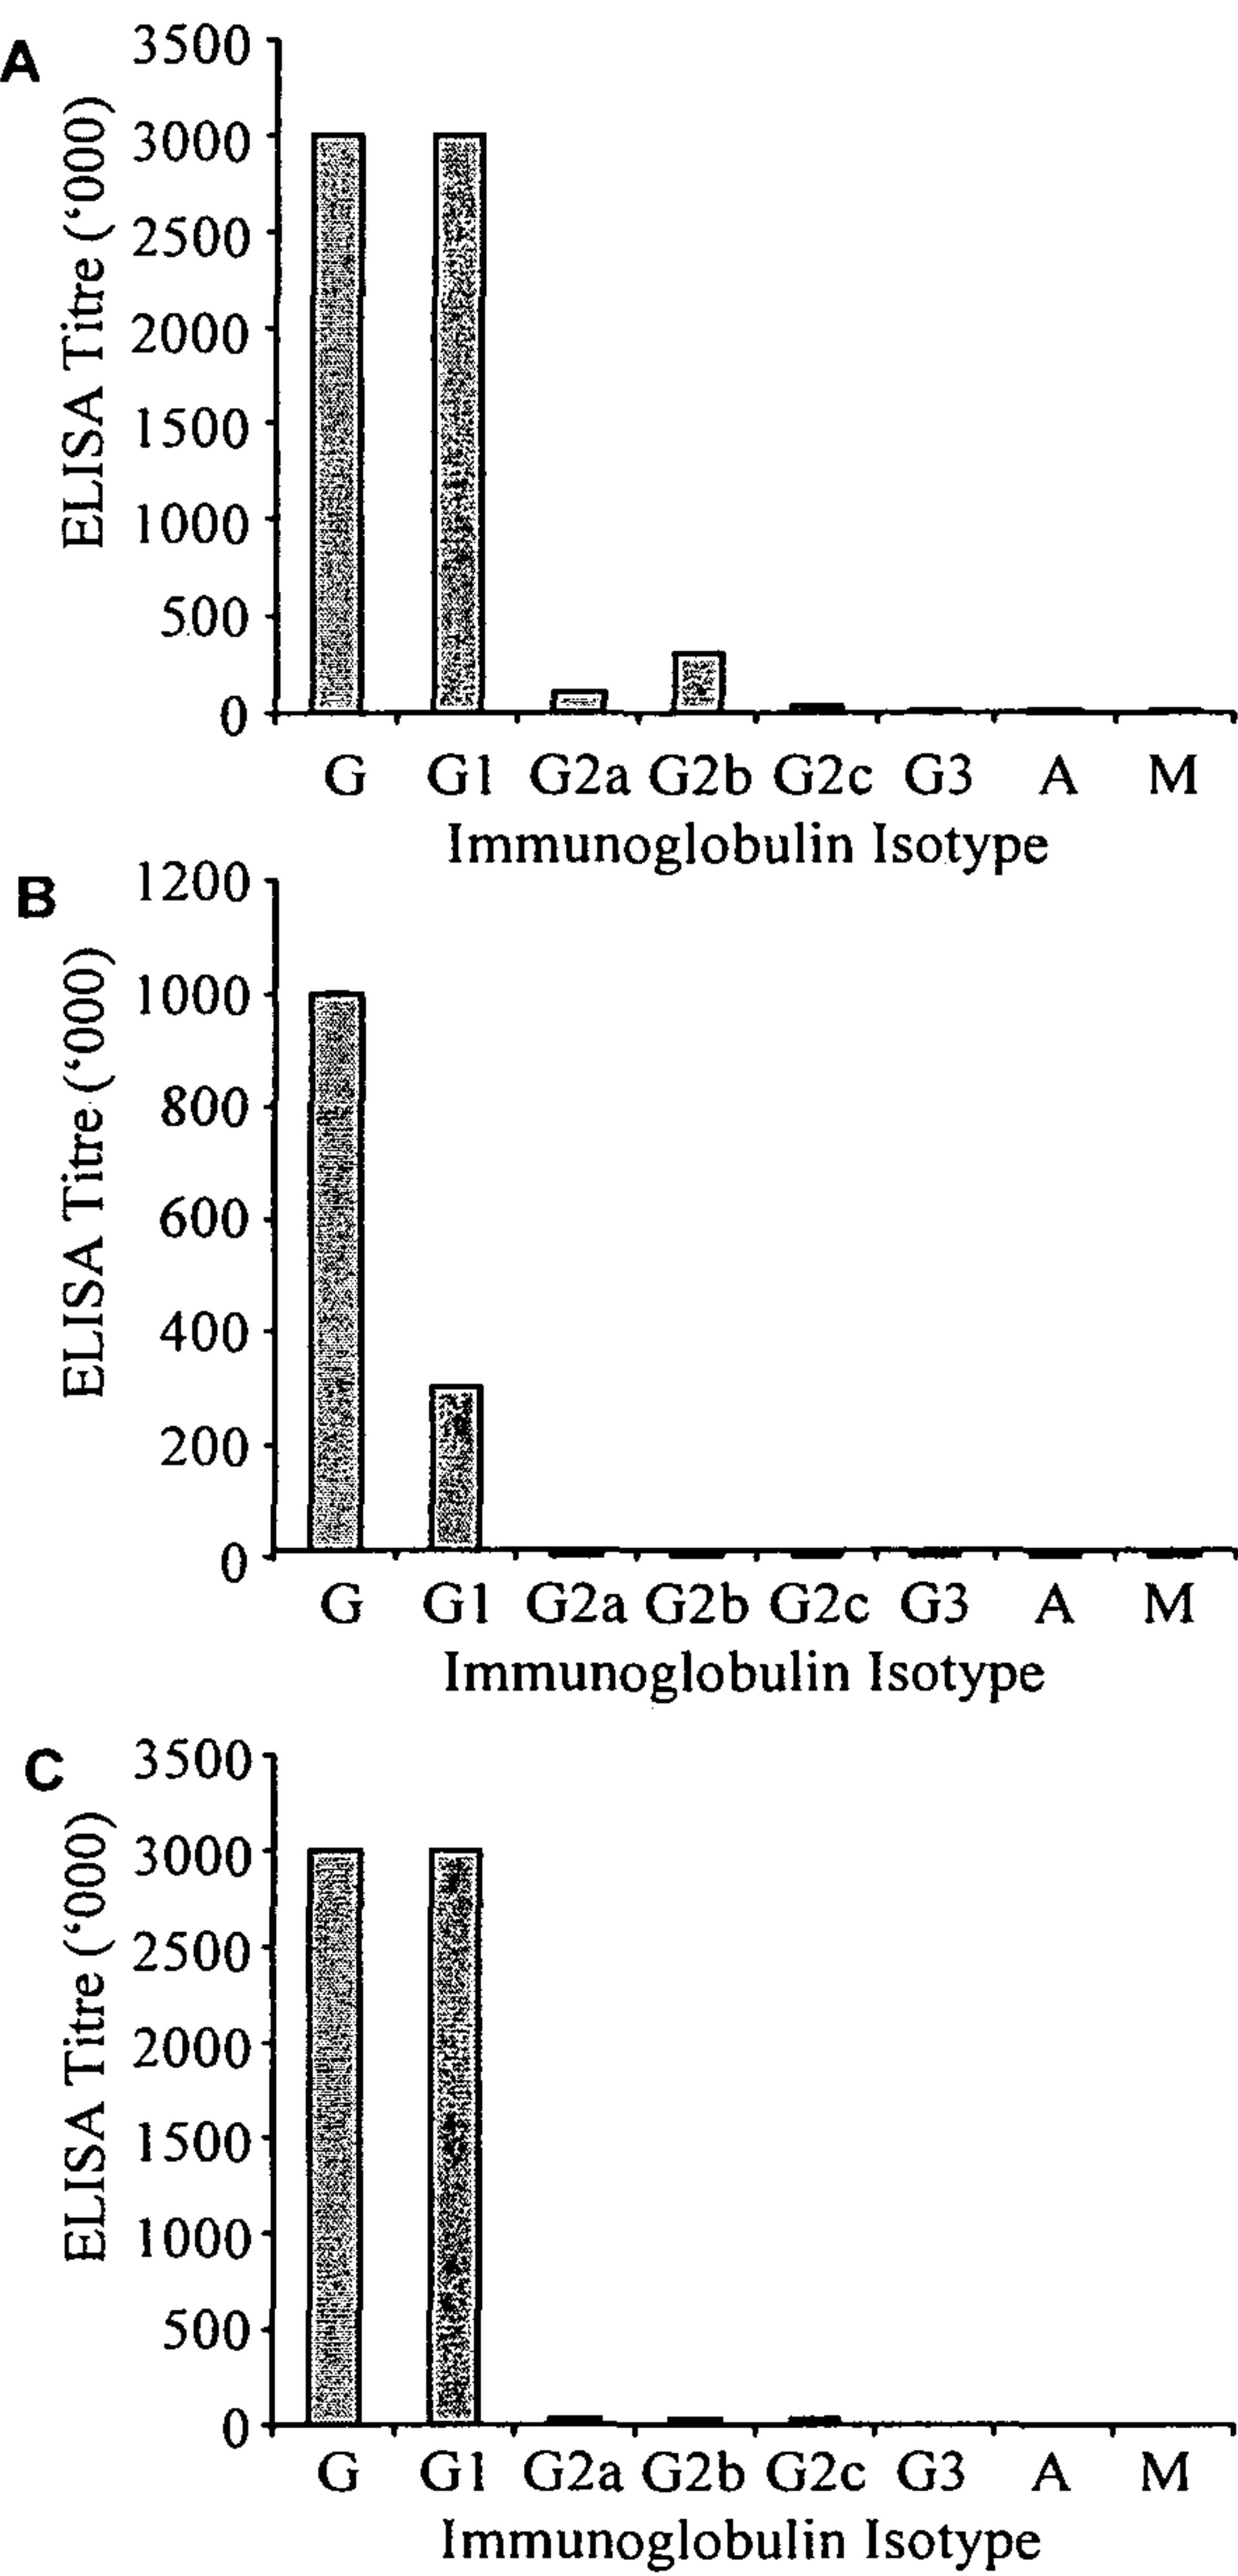 A
ELISA Titre (‘000)
3500
3000
2500
2000
1500
1000
500
0
G G1 G2a G2b G2c G3 A M
Immunoglobulin Isotype
B
ELISA Titre (‘000)
1200
1000
800
600
400
200
0
G G1 G2a G2b G2c G3 A M
Immunoglobulin Isotype
C
ELISA Titre (‘000)
3500
3000
2500
2000
1500
1000
500
0
G G1 G2a G2b G2c G3 A M
Immunoglobulin Isotype